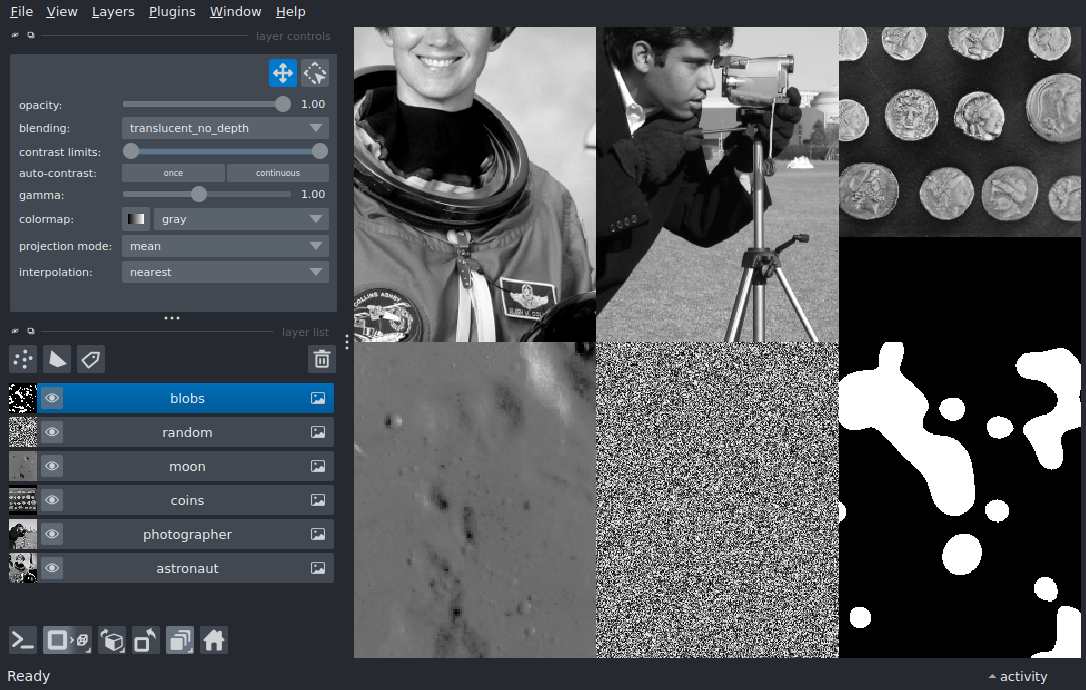 File View Layers Plugins Window Help
layer controls
opacity: 1.00
blending: translucent_no_depth
contrast limits:
auto-contrast: once continuous
gamma: 1.00
colormap: gray
projection mode: mean
interpolation: nearest
layer list
blobs
random
moon
coins
photographer
astronaut
Ready
activity